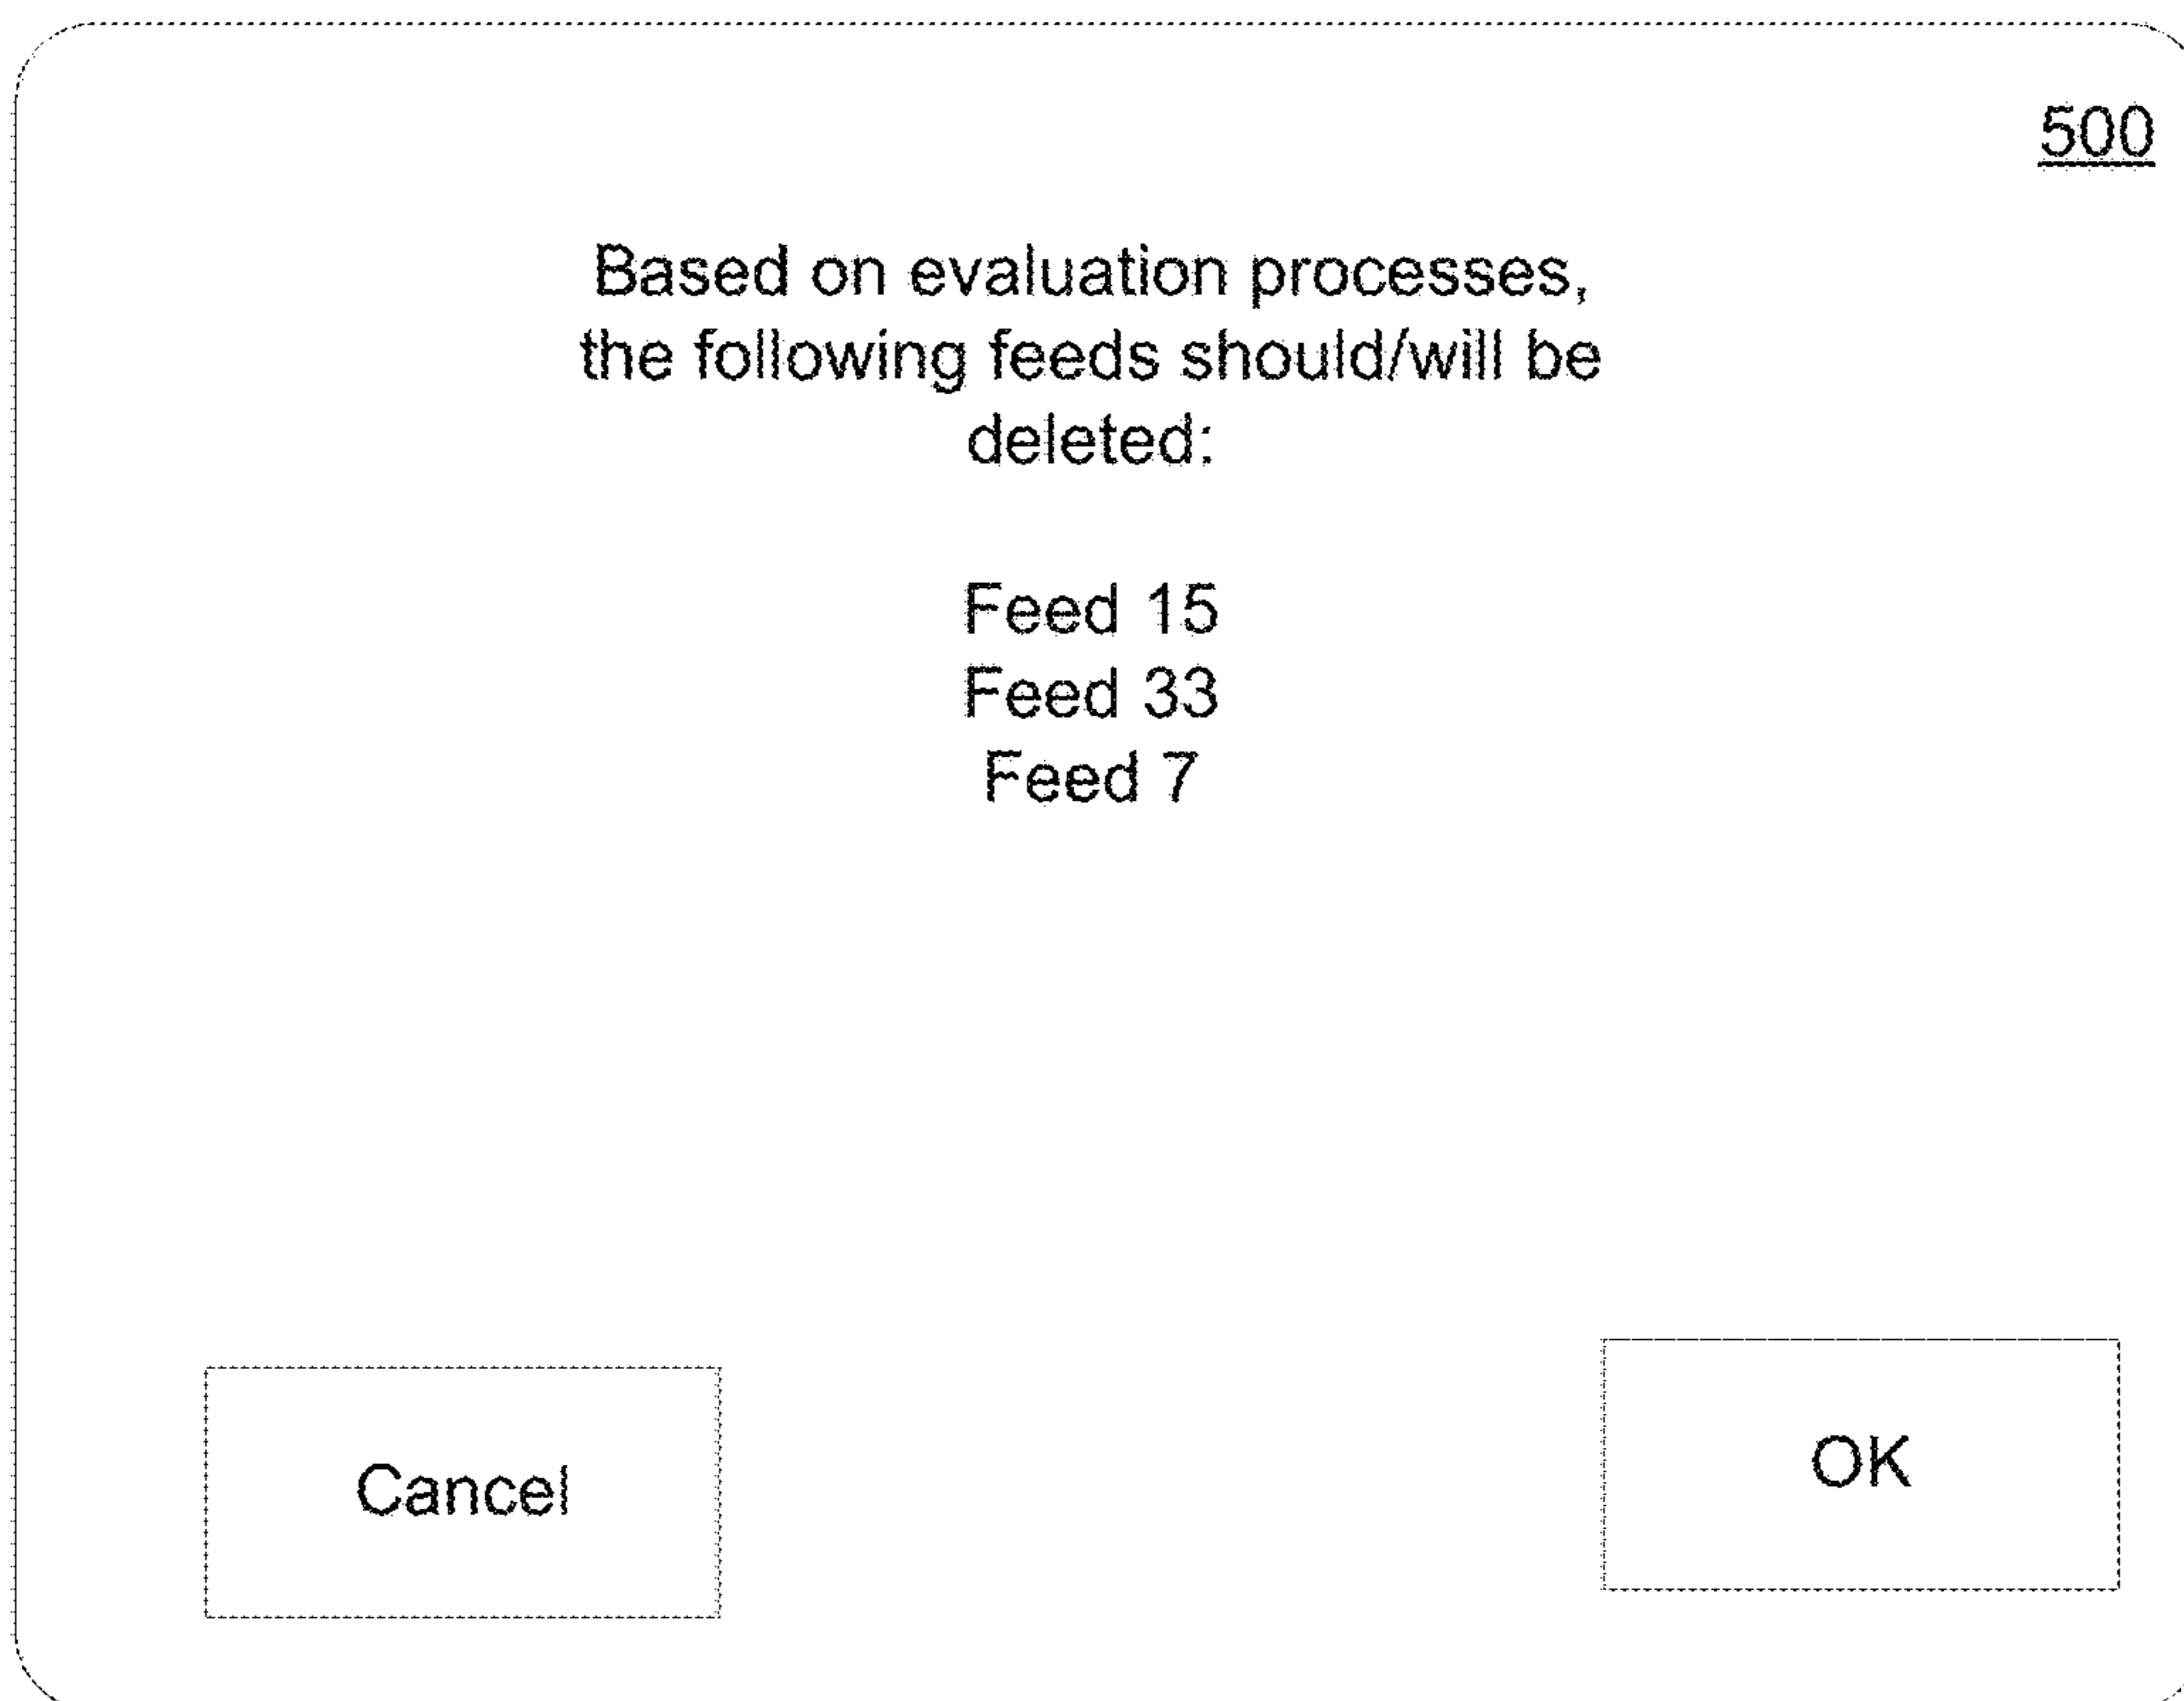 500
Based on evaluation processes,
the following feeds should/will be
deleted:
Feed 15
Feed 33
Feed 7
Cancel
OK